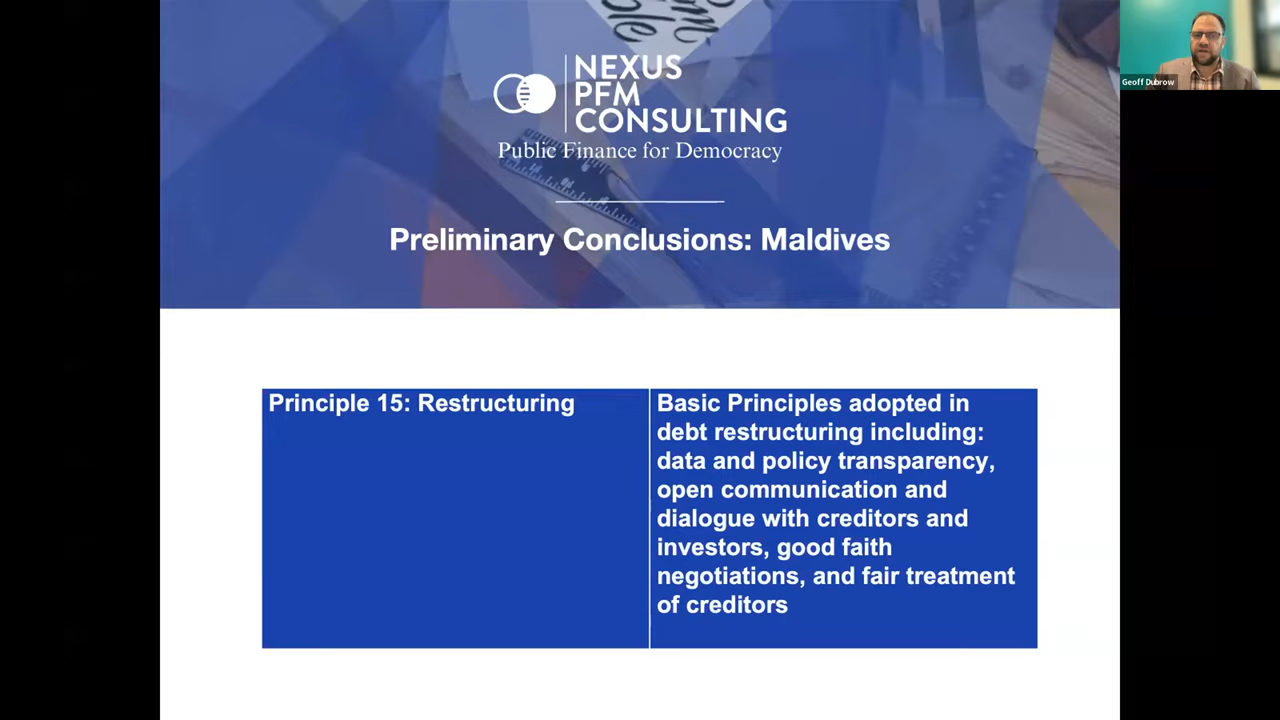 NEXUS
PFM
CONSULTING
Public Finance for Democracy
Preliminary Conclusions: Maldives
Principle 15: Restructuring
Basic Principles adopted in
debt restructuring including:
data and policy transparency,
open communication and
dialogue with creditors and
investors, good faith
negotiations, and fair treatment
of creditors
Geoff Dubrow